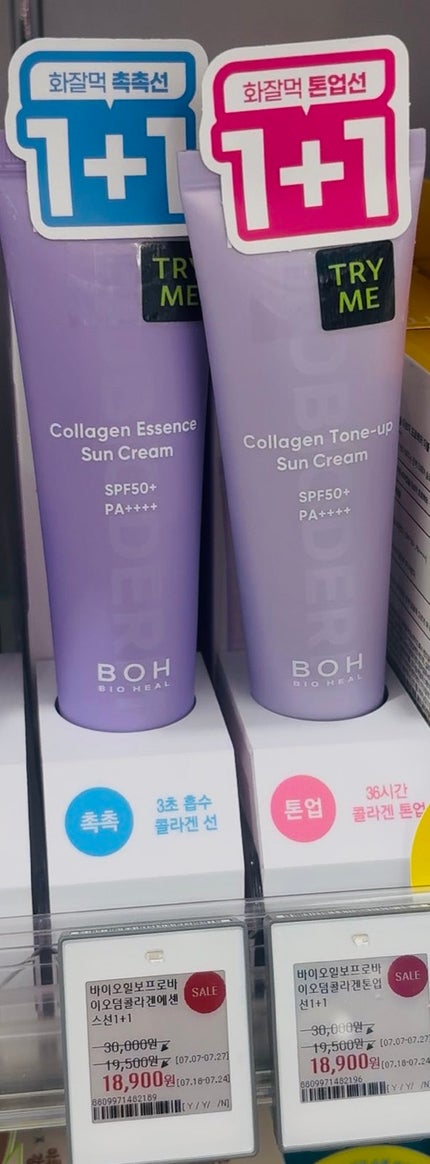 화잘먹 촉촉선
1+1
TRY
ME
Collagen Essence
Sun Cream
SPF50+
PA++++
BOH
BIO HEAL
촉촉
3초 흡수
콜라겐 선
바이오힐보프로바
이오덤콜라겐에센
스선1+1
SALE
30,000원
19,500원 [07.07-07.27]
18,900원 [07.18-07.24]
8809971482189
[Y/Y/ /N]
화잘먹 톤업선
1+1
TRY
ME
Collagen Tone-up
Sun Cream
SPF50+
PA++++
BOH
BIO HEAL
톤업
36시간
콜라겐 톤업
바이오힐보프로바
이오덤콜라겐톤업
선1+1
SALE
30,000원
19,500원 [07.07-07.27]
18,900원 [07.18-07.24]
8809971482196
[Y/Y/ /N]